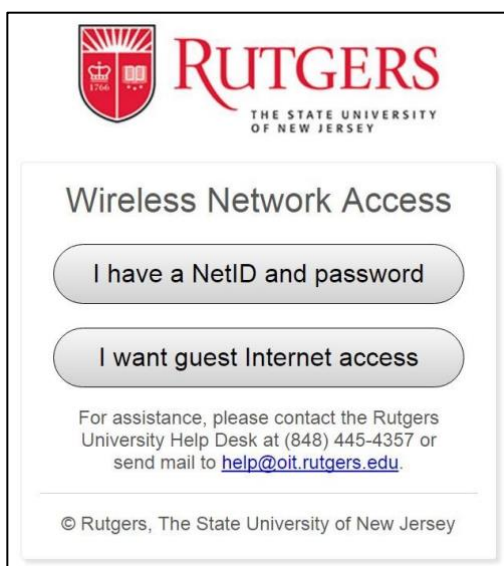 1766
RUTGERS
THE STATE UNIVERSITY
OF NEW JERSEY
Wireless Network Access
I have a NetID and password
I want guest Internet access
For assistance, please contact the Rutgers
University Help Desk at (848) 445-4357 or
send mail to help@oit.rutgers.edu.
© Rutgers, The State University of New Jersey